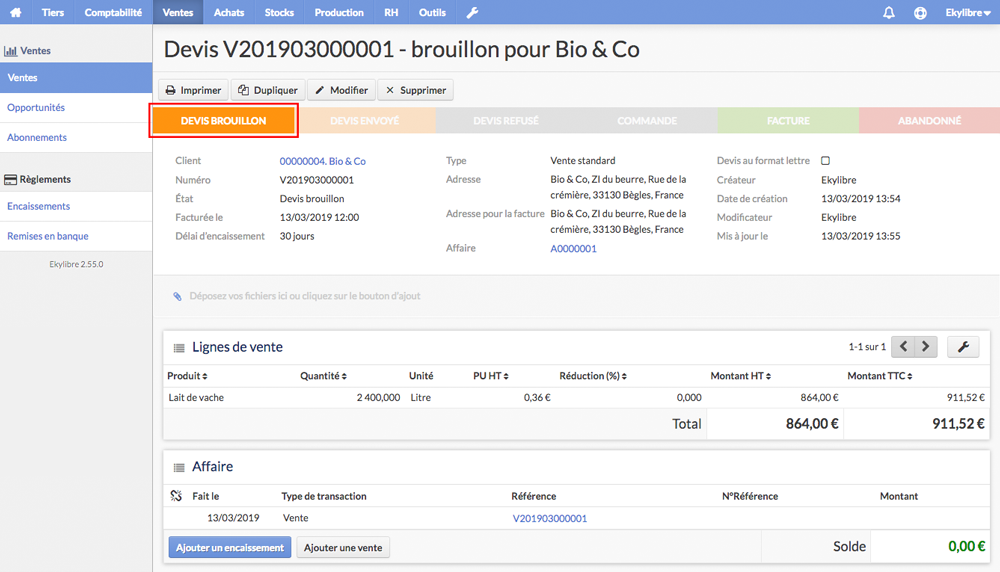 Tiers Comptabilité Ventes Achats Stocks Production RH Outils Ekylibre
Ventes
Ventes
Opportunités
Abonnements
Règlements
Encaissements
Remises en banque
Ekylibre 2.55.0
Devis V201903000001 - brouillon pour Bio & Co
Imprimer Dupliquer Modifier Supprimer
DEVIS BROUILLON DEVIS ENVOYÉ DEVIS REFUSÉ COMMANDE FACTURE ABANDONNÉ
Client 00000004. Bio & Co
Numéro V201903000001
État Devis brouillon
Facturée le 13/03/2019 12:00
Délai d'encaissement 30 jours
Type Vente standard
Adresse Bio & Co, ZI du beurre, Rue de la
crémière, 33130 Bègles, France
Adresse pour la facture Bio & Co, ZI du beurre, Rue de la
crémière, 33130 Bègles, France
Affaire A0000001
Devis au format lettre
Créateur Ekylibre
Date de création 13/03/2019 13:54
Modificateur Ekylibre
Mis à jour le 13/03/2019 13:55
Déposez vos fichiers ici ou cliquez sur le bouton d'ajout
Lignes de vente 1-1 sur 1
Produit Quantité Unité PU HT Réduction (%) Montant HT Montant TTC
Lait de vache 2 400,000 Litre 0,36 € 0,000 864,00 € 911,52 €
Total 864,00 € 911,52 €
Affaire
Fait le Type de transaction Référence N°Référence Montant
13/03/2019 Vente V201903000001
Ajouter un encaissement Ajouter une vente Solde 0,00 €